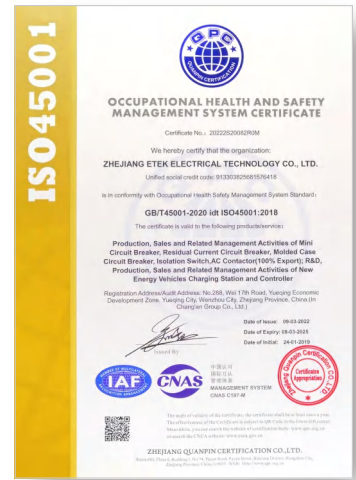 ISO45001
QPC
QUANPIN CERTIFICATION
OCCUPATIONAL HEALTH AND SAFETY
MANAGEMENT SYSTEM CERTIFICATE
Certificate No.: 20222S20082R0M
We hereby certify that the organization:
ZHEJIANG ETEK ELECTRICAL TECHNOLOGY CO., LTD.
Unified social credit code: 913303825681576418
is in conformity with Occupational Health Safety Management System Standard:
GB/T45001-2020 idt ISO45001:2018
The certificate is valid to the following products(service):
Production, Sales and Related Management Activities of Mini
Circuit Breaker, Residual Current Circuit Breaker, Molded Case
Circuit Breaker, Isolation Switch,AC Contactor(100% Export); R&D,
Production, Sales and Related Management Activities of New
Energy Vehicles Charging Station and Controller
Registration Address/Audit Address: No.288, Wei 17th Road, Yueqing Economic
Development Zone, Yueqing City, Wenzhou City, Zhejiang Province, China.(In
Chang'an Group Co., Ltd.)
Date of Issue: 09-03-2022
Date of Expiry: 08-03-2025
Date of Initial: 24-01-2019
Issued By
IAF
CNAS
中国认可
国际互认
管理体系
MANAGEMENT SYSTEM
CNAS C187-M
Certificates
Appropriation
ZHEJIANG QUANPIN CERTIFICATION CO.,LTD.